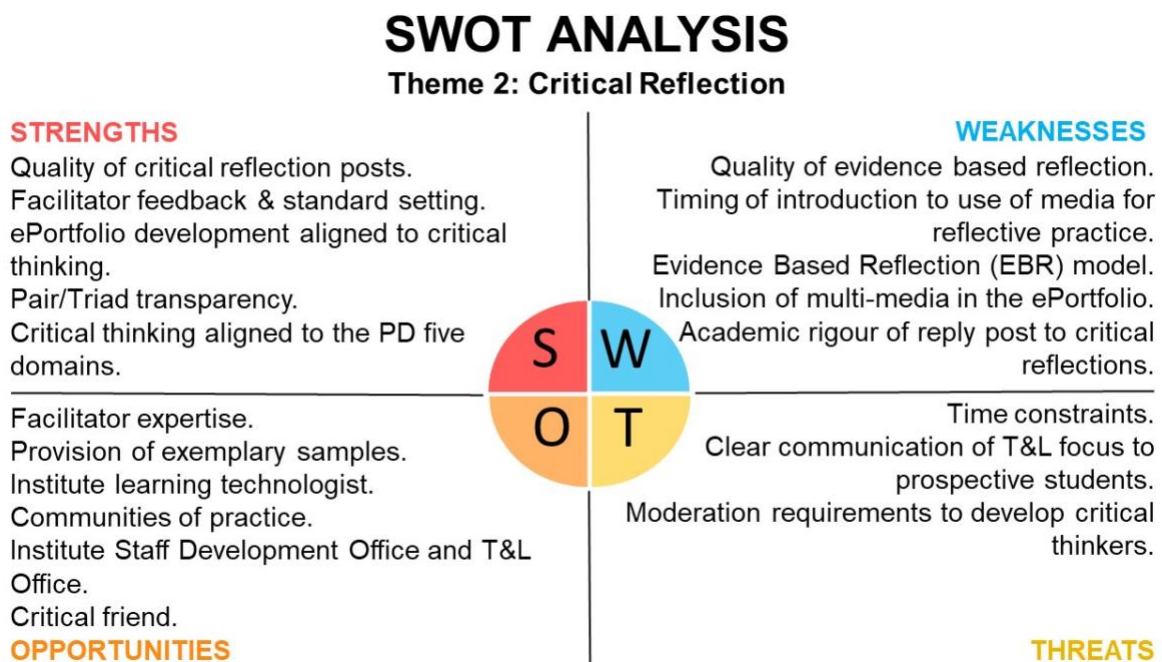 SWOT ANALYSIS
Theme 2: Critical Reflection
STRENGTHS
Quality of critical reflection posts.
Facilitator feedback & standard setting.
ePortfolio development aligned to critical
thinking.
Pair/Triad transparency.
Critical thinking aligned to the PD five
domains.
WEAKNESSES
Quality of evidence based reflection.
Timing of introduction to use of media for
reflective practice.
Evidence Based Reflection (EBR) model.
Inclusion of multi-media in the ePortfolio.
Academic rigour of reply post to critical
reflections.
S
W
O
T
Facilitator expertise.
Provision of exemplary samples.
Institute learning technologist.
Communities of practice.
Institute Staff Development Office and T&L
Office.
Critical friend.
OPPORTUNITIES
Time constraints.
Clear communication of T&L focus to
prospective students.
Moderation requirements to develop critical
thinkers.
THREATS